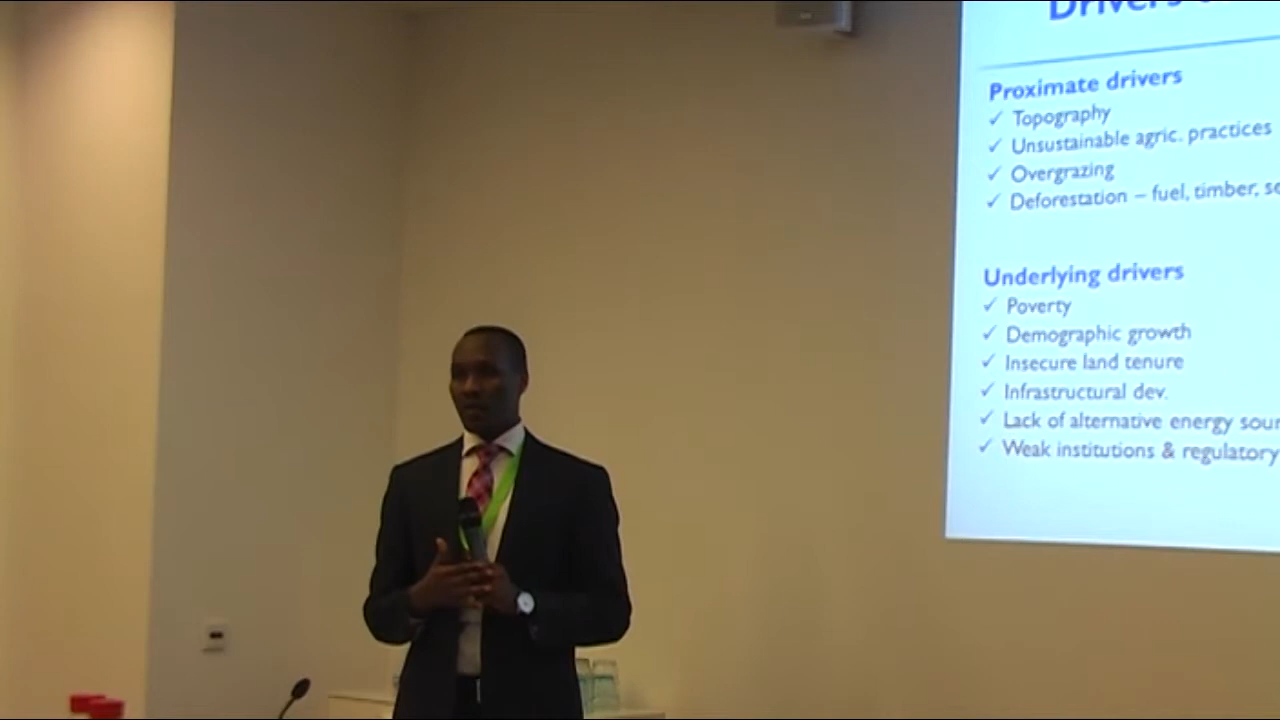 Drivers
Proximate drivers
✓ Topography
✓ Unsustainable agric. practices
✓ Overgrazing
✓ Deforestation – fuel, timber,
Underlying drivers
✓ Poverty
✓ Demographic growth
✓ Insecure land tenure
✓ Infrastructural dev.
✓ Lack of alternative energy
✓ Weak institutions & regulatory